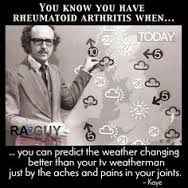 YOU KNOW YOU HAVE
RHEUMATOID ARTHRITIS WHEN...
TODAY
RA GUY
... you can predict the weather changing
better than your tv weatherman
just by the aches and pains in your joints.
- Kaye